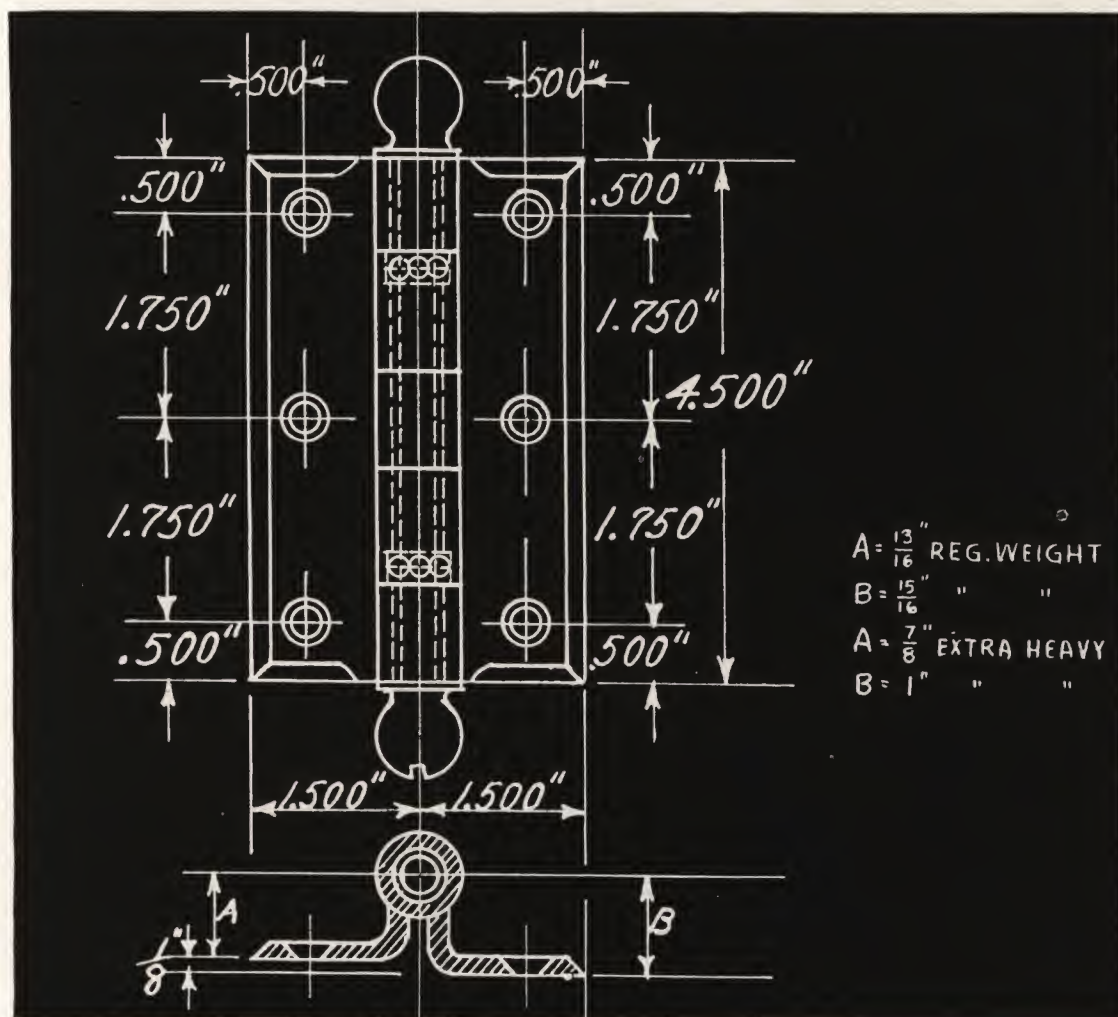 .500" .500"
.500" .500"
1.750" 1.750"
4.500"
1.750" 1.750"
A = 13/16" REG. WEIGHT
B = 15/16" " "
A = 7/8" EXTRA HEAVY
B = 1" " "
.500" .500"
1.500" 1.500"
A B
1/8"